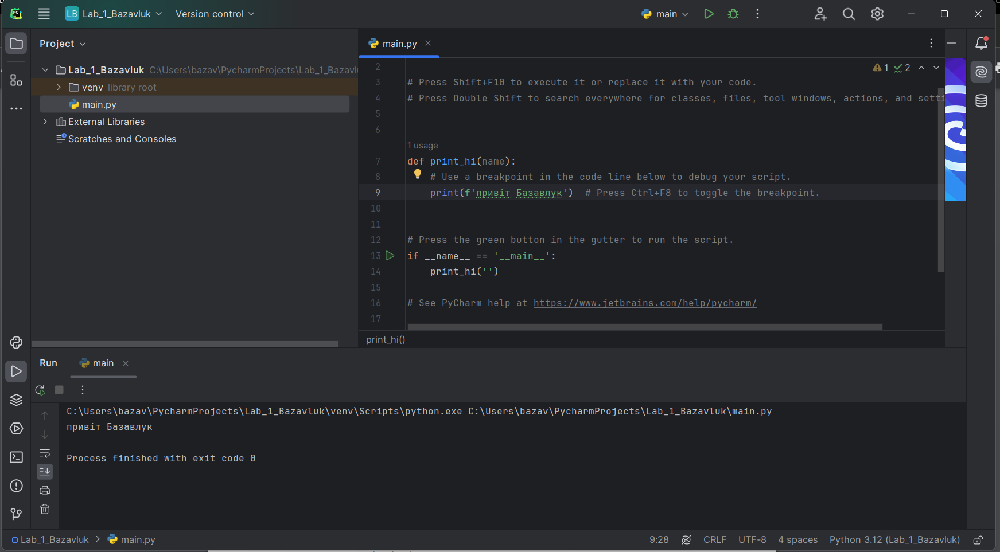 LB Lab_1_Bazavluk Version control main
Project
main.py
Lab_1_Bazavluk C:\Users\bazav\PycharmProjects\Lab_1_Bazavl
venv library root
main.py
External Libraries
Scratches and Consoles
1 2
2
3 # Press Shift+F10 to execute it or replace it with your code.
4 # Press Double Shift to search everywhere for classes, files, tool windows, actions, and setti
5
6
1 usage
7 def print_hi(name):
8 # Use a breakpoint in the code line below to debug your script.
9 print(f'привіт Базавлук') # Press Ctrl+F8 to toggle the breakpoint.
10
11
12 # Press the green button in the gutter to run the script.
13 if __name__ == '__main__':
14 print_hi('')
15
16 # See PyCharm help at https://www.jetbrains.com/help/pycharm/
17
print_hi()
Run main
C:\Users\bazav\PycharmProjects\Lab_1_Bazavluk\venv\Scripts\python.exe C:\Users\bazav\PycharmProjects\Lab_1_Bazavluk\main.py
привіт Базавлук
Process finished with exit code 0
Lab_1_Bazavluk > main.py 9:28 CRLF UTF-8 4 spaces Python 3.12 (Lab_1_Bazavluk)